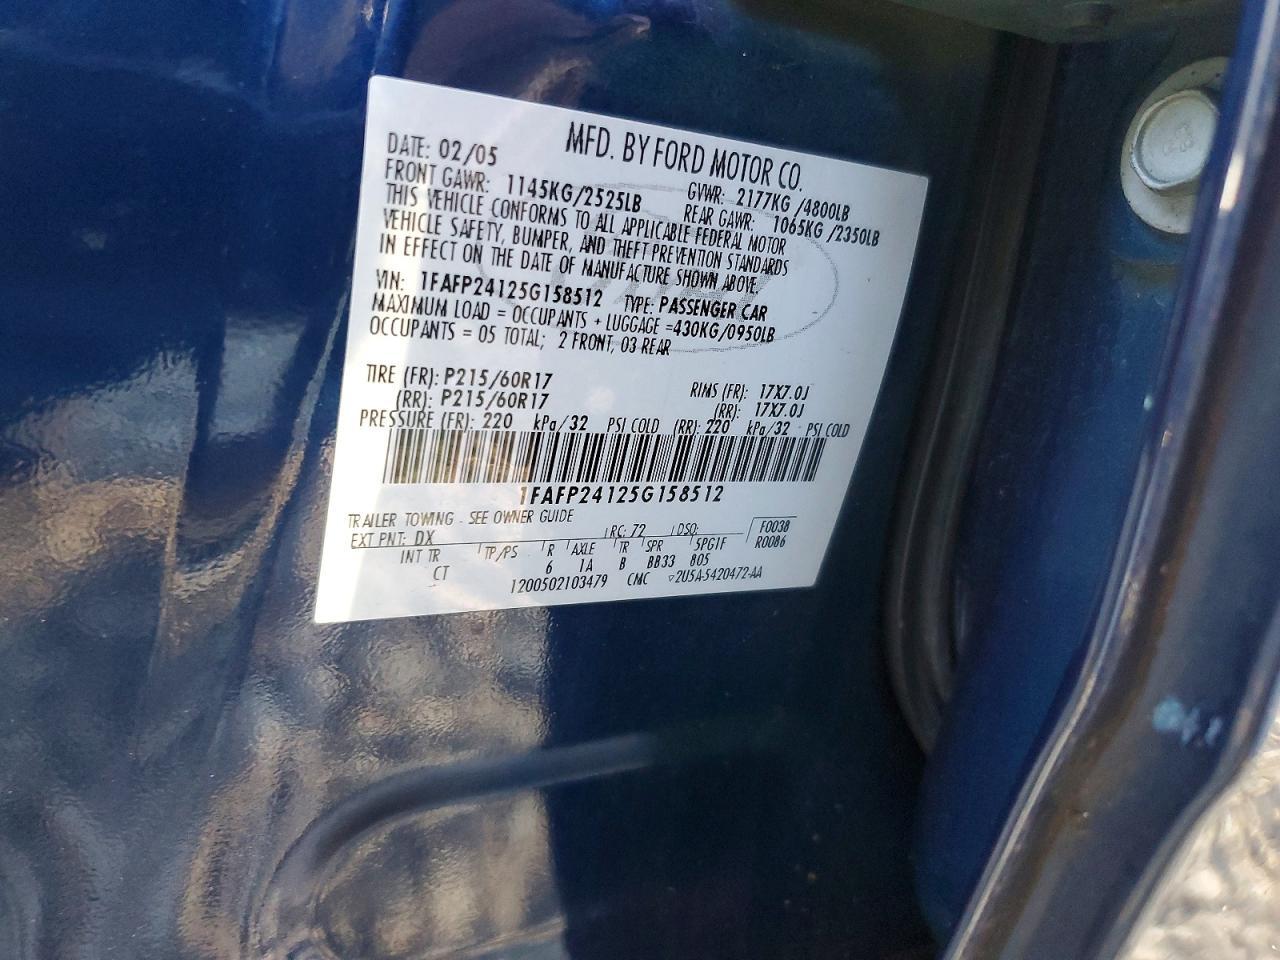 MFD. BY FORD MOTOR CO.
DATE: 02/05 GVWR: 2177KG /4800LB
FRONT GAWR: 1145KG/2525LB REAR GAWR: 1065KG /2350LB
THIS VEHICLE CONFORMS TO ALL APPLICABLE FEDERAL MOTOR
VEHICLE SAFETY, BUMPER, AND THEFT PREVENTION STANDARDS
IN EFFECT ON THE DATE OF MANUFACTURE SHOWN ABOVE.
VIN: 1FAFP24125G158512 TYPE: PASSENGER CAR
MAXIMUM LOAD = OCCUPANTS + LUGGAGE =430KG/0950LB
OCCUPANTS = 05 TOTAL; 2 FRONT, 03 REAR
TIRE (FR): P215/60R17 RIMS (FR): 17X7.0J
(RR): P215/60R17 (RR): 17X7.0J
PRESSURE (FR): 220 kPa/32 PSI COLD (RR): 220 kPa/32 PSI COLD
1FAFP24125G158512
TRAILER TOWING - SEE OWNER GUIDE
EXT PNT: DX RC: 72 DSO: F0038
R0086
INT TR TP/PS R AXLE TR SPR SPGIF
CT 6 1A B BB33 805
1200502103479 CMC ▽2U5A-5420472-AA